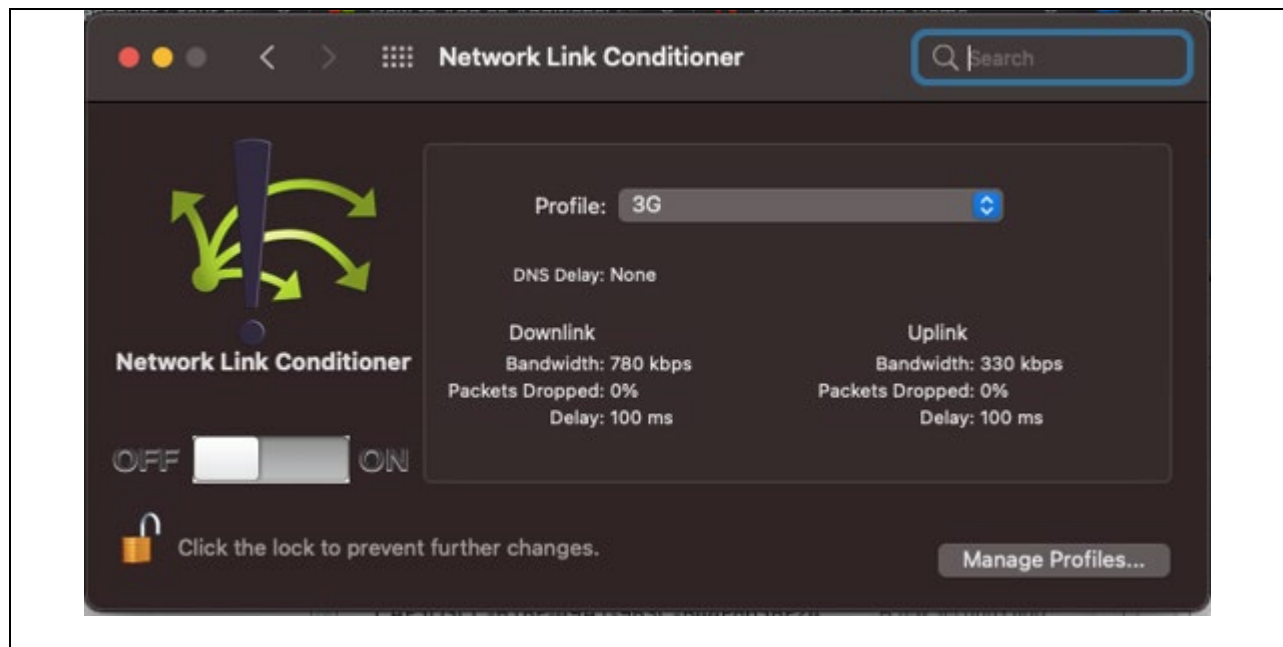 Network Link Conditioner
Search
Profile: 3G
DNS Delay: None
Downlink Uplink
Bandwidth: 780 kbps Bandwidth: 330 kbps
Packets Dropped: 0% Packets Dropped: 0%
Delay: 100 ms Delay: 100 ms
Network Link Conditioner
OFF ON
Click the lock to prevent further changes.
Manage Profiles...